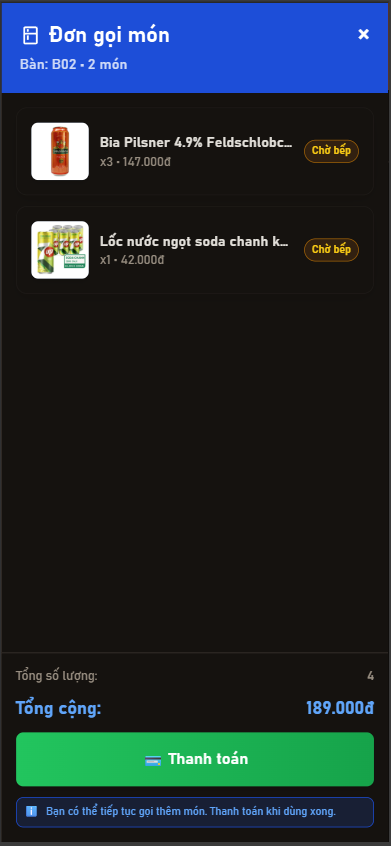 Đơn gọi món
×
Bàn: B02 • 2 món
Bia Pilsner 4.9% Feldschlobc...
x3 • 147.000đ
Chờ bếp
Lốc nước ngọt soda chanh k...
x1 • 42.000đ
Chờ bếp
Tổng số lượng:
4
Tổng cộng:
189.000đ
Thanh toán
Bạn có thể tiếp tục gọi thêm món. Thanh toán khi dùng xong.